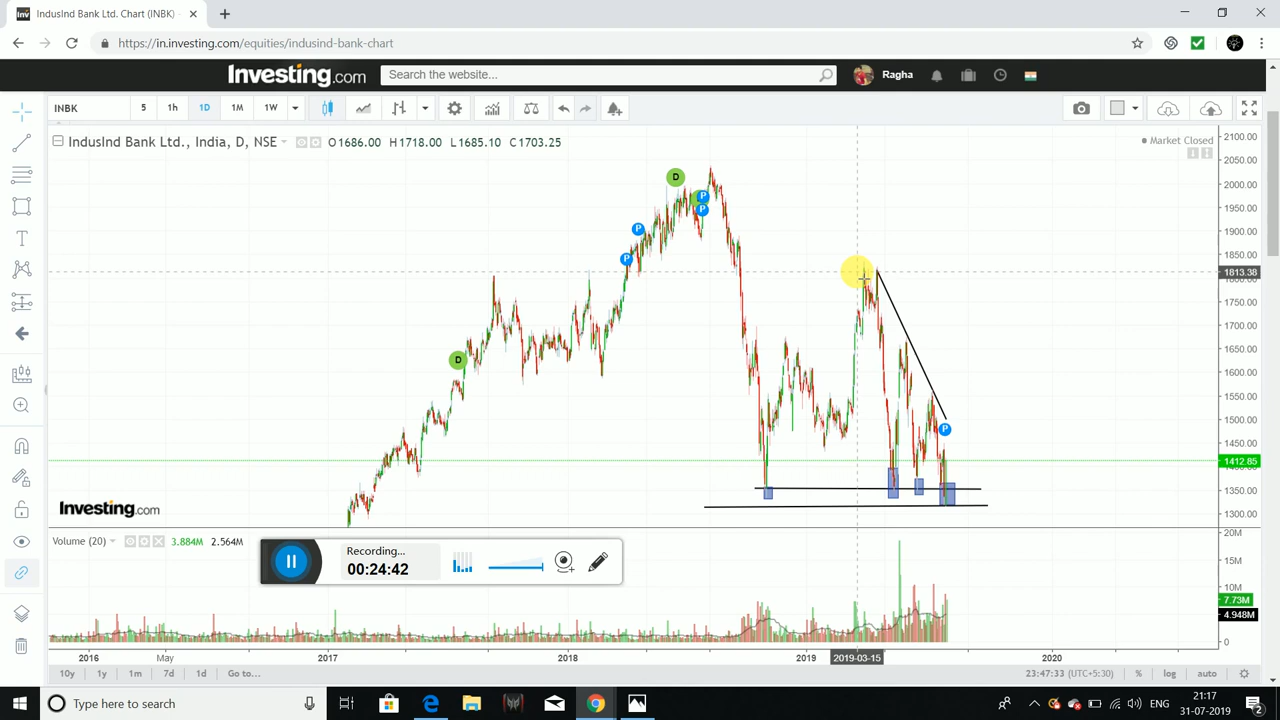 IndusInd Bank Ltd. Chart (INBK)
https://in.investing.com/equities/indusind-bank-chart
Investing.com
Search the website...
Ragha
INBK 5 1h 1D 1M 1W
IndusInd Bank Ltd., India, D, NSE O1686.00 H1718.00 L1685.10 C1703.25
Market Closed
2100.00
2050.00
2000.00
1950.00
1900.00
1850.00
1813.38
1750.00
1700.00
1650.00
1600.00
1550.00
1500.00
1450.00
1412.85
1350.00
1300.00
D
P
P
P
P
D
P
Investing.com
Volume (20) 3.884M 2.564M
20M
15M
10M
7.73M
4.948M
0
Recording...
00:24:42
2016 May 2017 2018 2019 2019-03-15 2020
10y 1y 1m 7d 1d Go to... 23:47:33 (UTC+5:30) % log auto
Type here to search
ENG
21:17
31-07-2019
2